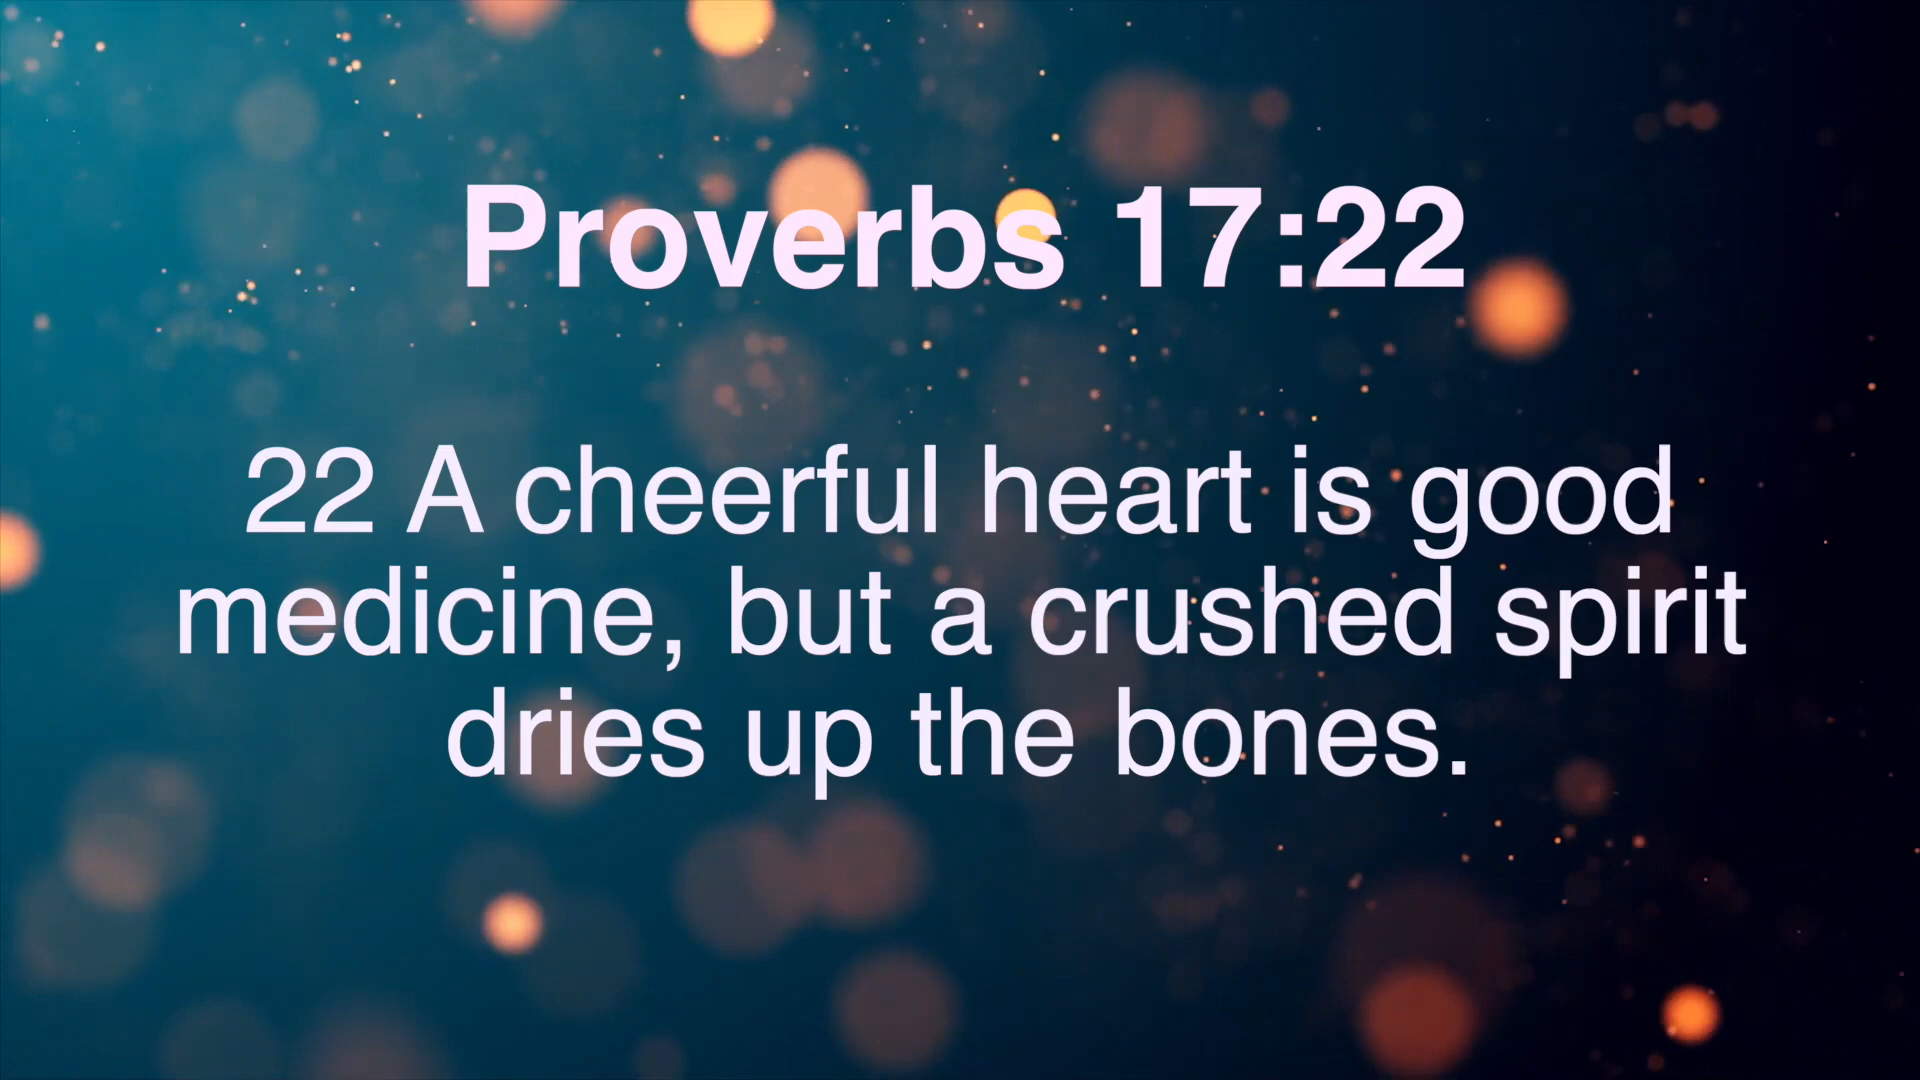 Proverbs 17:22
22 A cheerful heart is good
medicine, but a crushed spirit
dries up the bones.